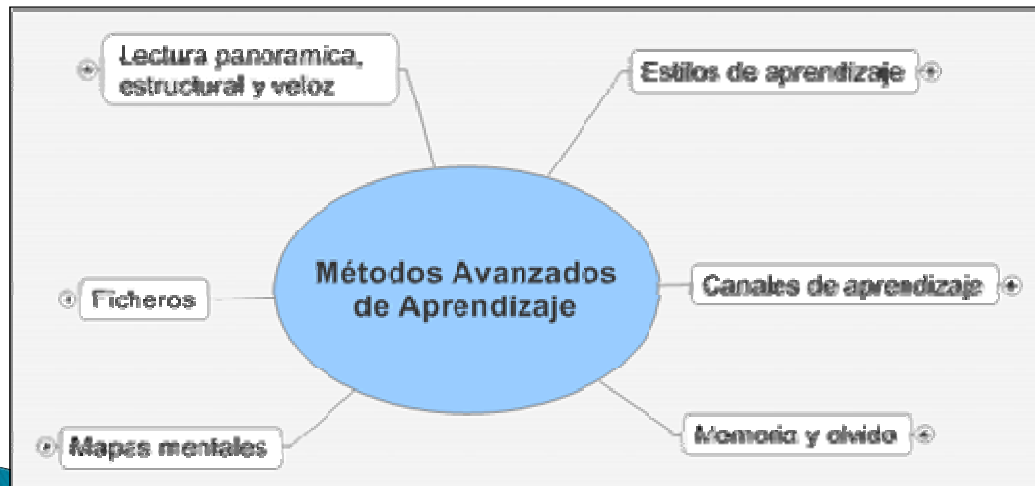 Lectura panoramica,
estructural y veloz
Estilos de aprendizaje
Métodos Avanzados
de Aprendizaje
Canales de aprendizaje
Ficheros
Memoria y olvido
Mapas mentales